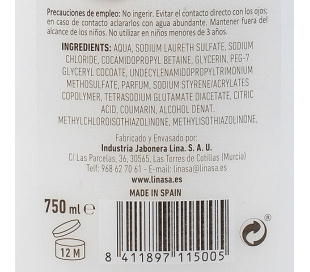 Precauciones de empleo: No ingerir. Evitar el contacto directo con los ojos;
en caso de contacto aclararlos con agua abundante. Mantener fuera del
alcance de los niños. No utilizar en niños menores de 3 años.
INGREDIENTS: AQUA, SODIUM LAURETH SULFATE, SODIUM
CHLORIDE, COCAMIDOPROPYL BETAINE, GLYCERIN, PEG-7
GLYCERYL COCOATE, UNDECYLENAMIDOPROPYLTRIMONIUM
METHOSULFATE, PARFUM, SODIUM STYRENE/ACRYLATES
COPOLYMER, TETRASODIUM GLUTAMATE DIACETATE, CITRIC
ACID, COUMARIN, ALCOHOL DENAT.
METHYLCHLOROISOTHIAZOLINONE, METHYLISOTHIAZOLINONE.
Fabricado y Envasado por:
Industria Jabonera Lina. S. A. U.
C/ Las Parcelas, 36, 30565, Las Torres de Cotillas (Murcia)
Telf: 968 62 70 61 - E-mail: linasa@linasa.es
www.linasa.es
MADE IN SPAIN
750 ml e
12 M
8 411897 115005